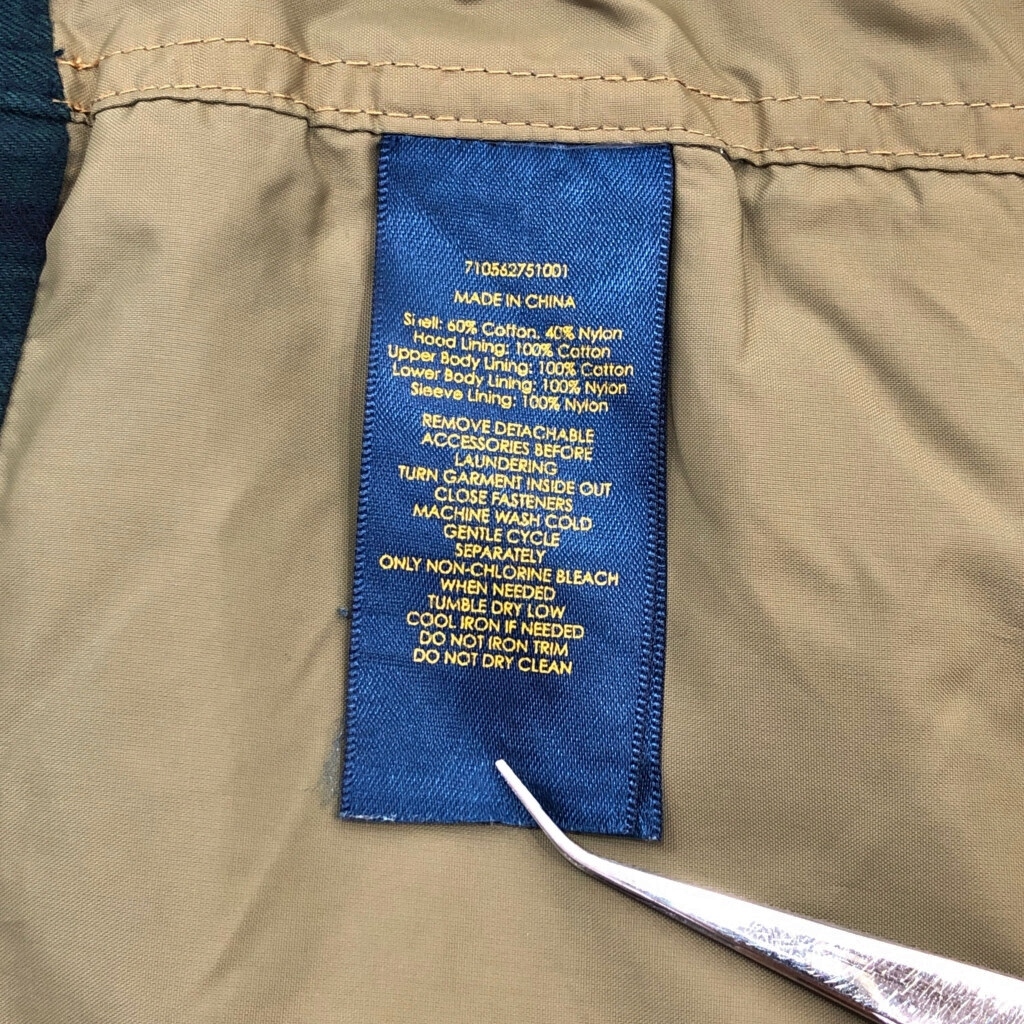 710562751001
MADE IN CHINA
Shell: 60% Cotton, 40% Nylon
Hood Lining: 100% Cotton
Upper Body Lining: 100% Cotton
Lower Body Lining: 100% Nylon
Sleeve Lining: 100% Nylon
REMOVE DETACHABLE
ACCESSORIES BEFORE
LAUNDERING
TURN GARMENT INSIDE OUT
CLOSE FASTENERS
MACHINE WASH COLD
GENTLE CYCLE
SEPARATELY
ONLY NON-CHLORINE BLEACH
WHEN NEEDED
TUMBLE DRY LOW
COOL IRON IF NEEDED
DO NOT IRON TRIM
DO NOT DRY CLEAN